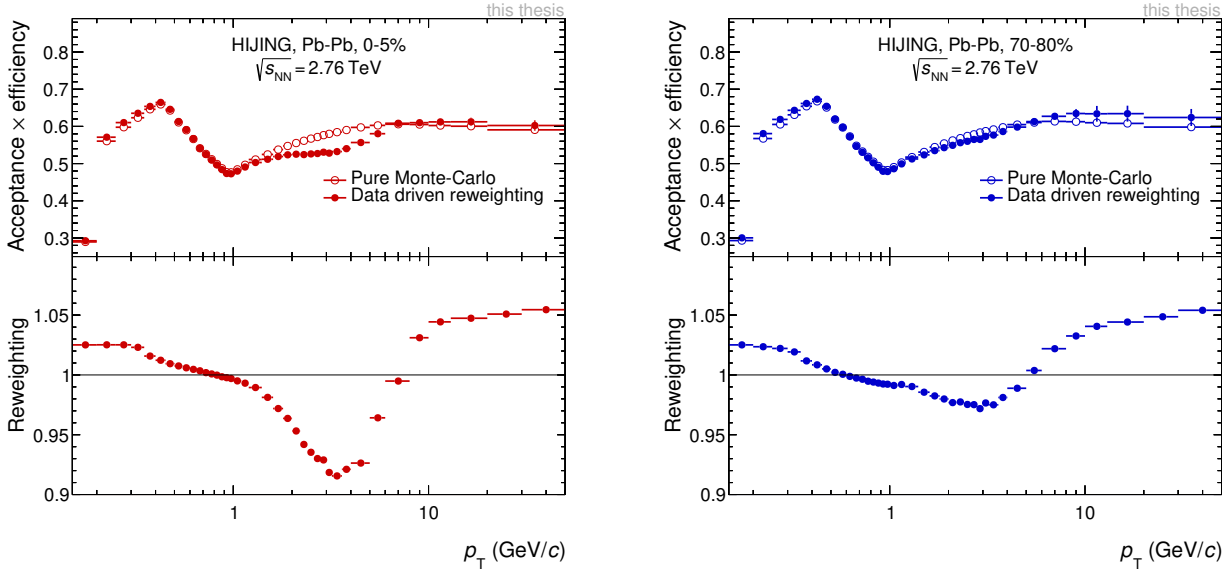 this thesis
HIJING, Pb-Pb, 0-5%
√s_NN = 2.76 TeV
Acceptance × efficiency
0.8
0.7
0.6
0.5
0.4
0.3
Pure Monte-Carlo
Data driven reweighting
Reweighting
1.05
1
0.95
0.9
1
10
p_T (GeV/c)
this thesis
HIJING, Pb-Pb, 70-80%
√s_NN = 2.76 TeV
Acceptance × efficiency
0.8
0.7
0.6
0.5
0.4
0.3
Pure Monte-Carlo
Data driven reweighting
Reweighting
1.05
1
0.95
0.9
1
10
p_T (GeV/c)